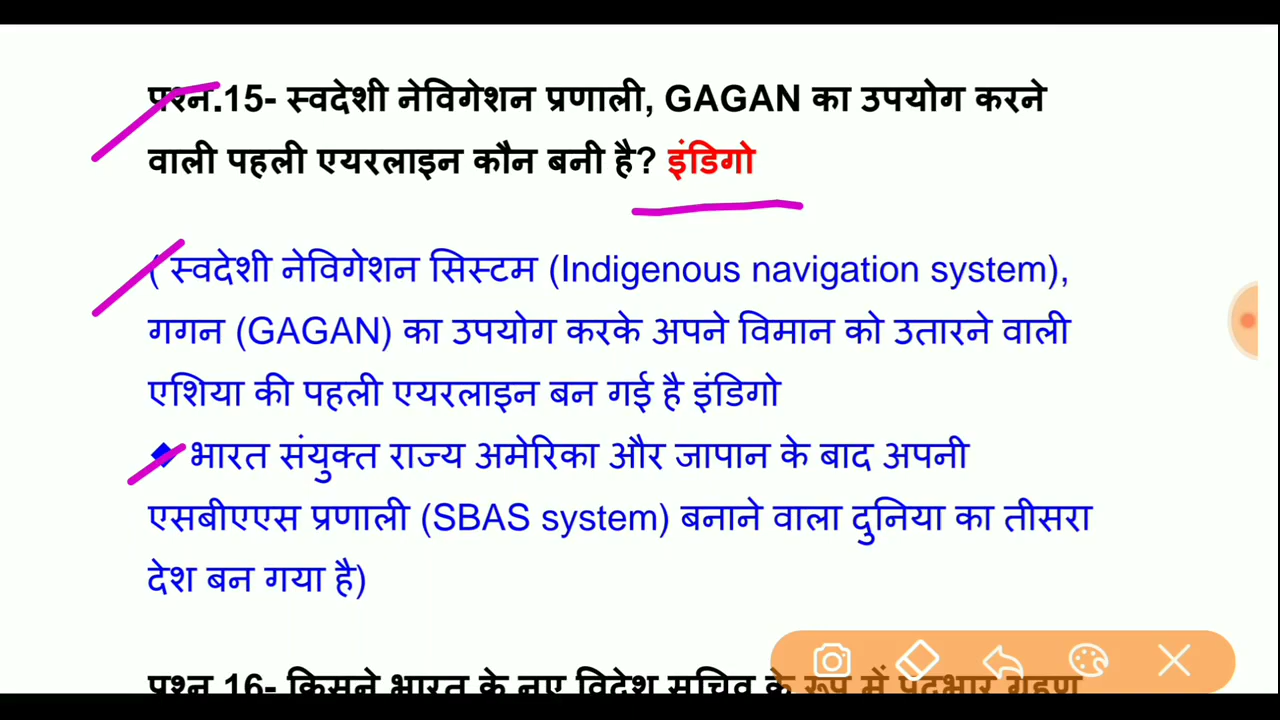 प्रश्न.15- स्वदेशी नेविगेशन प्रणाली, GAGAN का उपयोग करने
वाली पहली एयरलाइन कौन बनी है? इंडिगो
( स्वदेशी नेविगेशन सिस्टम (Indigenous navigation system),
गगन (GAGAN) का उपयोग करके अपने विमान को उतारने वाली
एशिया की पहली एयरलाइन बन गई है इंडिगो
◆ भारत संयुक्त राज्य अमेरिका और जापान के बाद अपनी
एसबीएएस प्रणाली (SBAS system) बनाने वाला दुनिया का तीसरा
देश बन गया है)
प्रश्न.16- किसने भारत के नए विदेश सचिव के रूप में पदभार ग्रहण